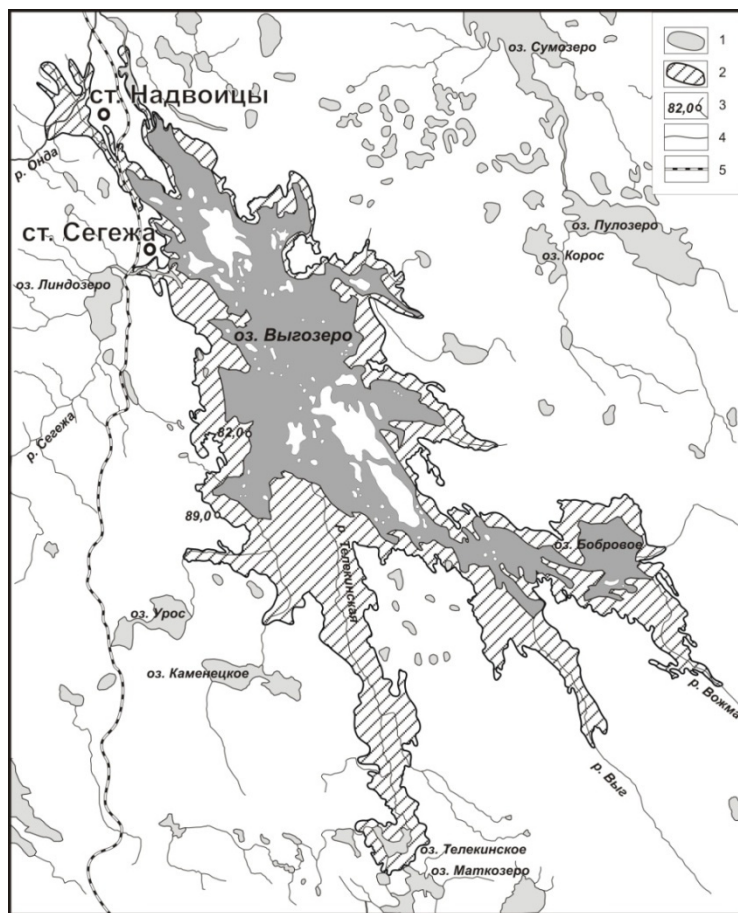 оз. Сумозеро
1
2
82,0 3
4
5
ст. Надвоицы
р. Онда
ст. Сегежа
оз. Пулозеро
оз. Корос
оз. Линдозеро
оз. Выгозеро
р. Сегежа
82,0
89,0
р. Телекинская
оз. Бобровое
оз. Урос
оз. Каменецкое
р. Вожма
р. Выг
оз. Телекинское
оз. Маткозеро